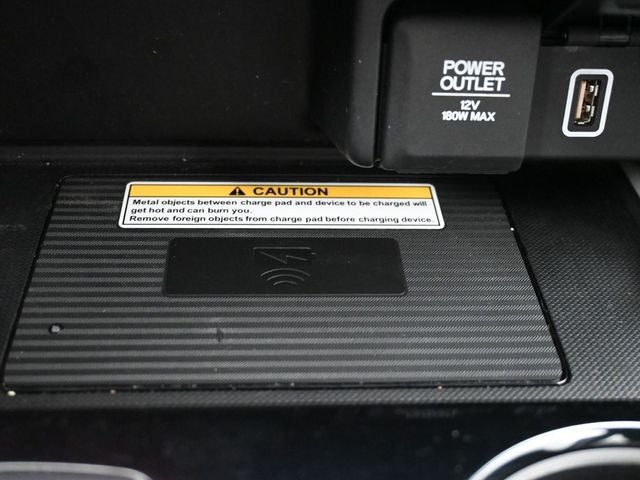 POWER
OUTLET
12V
180W MAX
CAUTION
Metal objects between charge pad and device to be charged will
get hot and can burn you.
Remove foreign objects from charge pad before charging device.